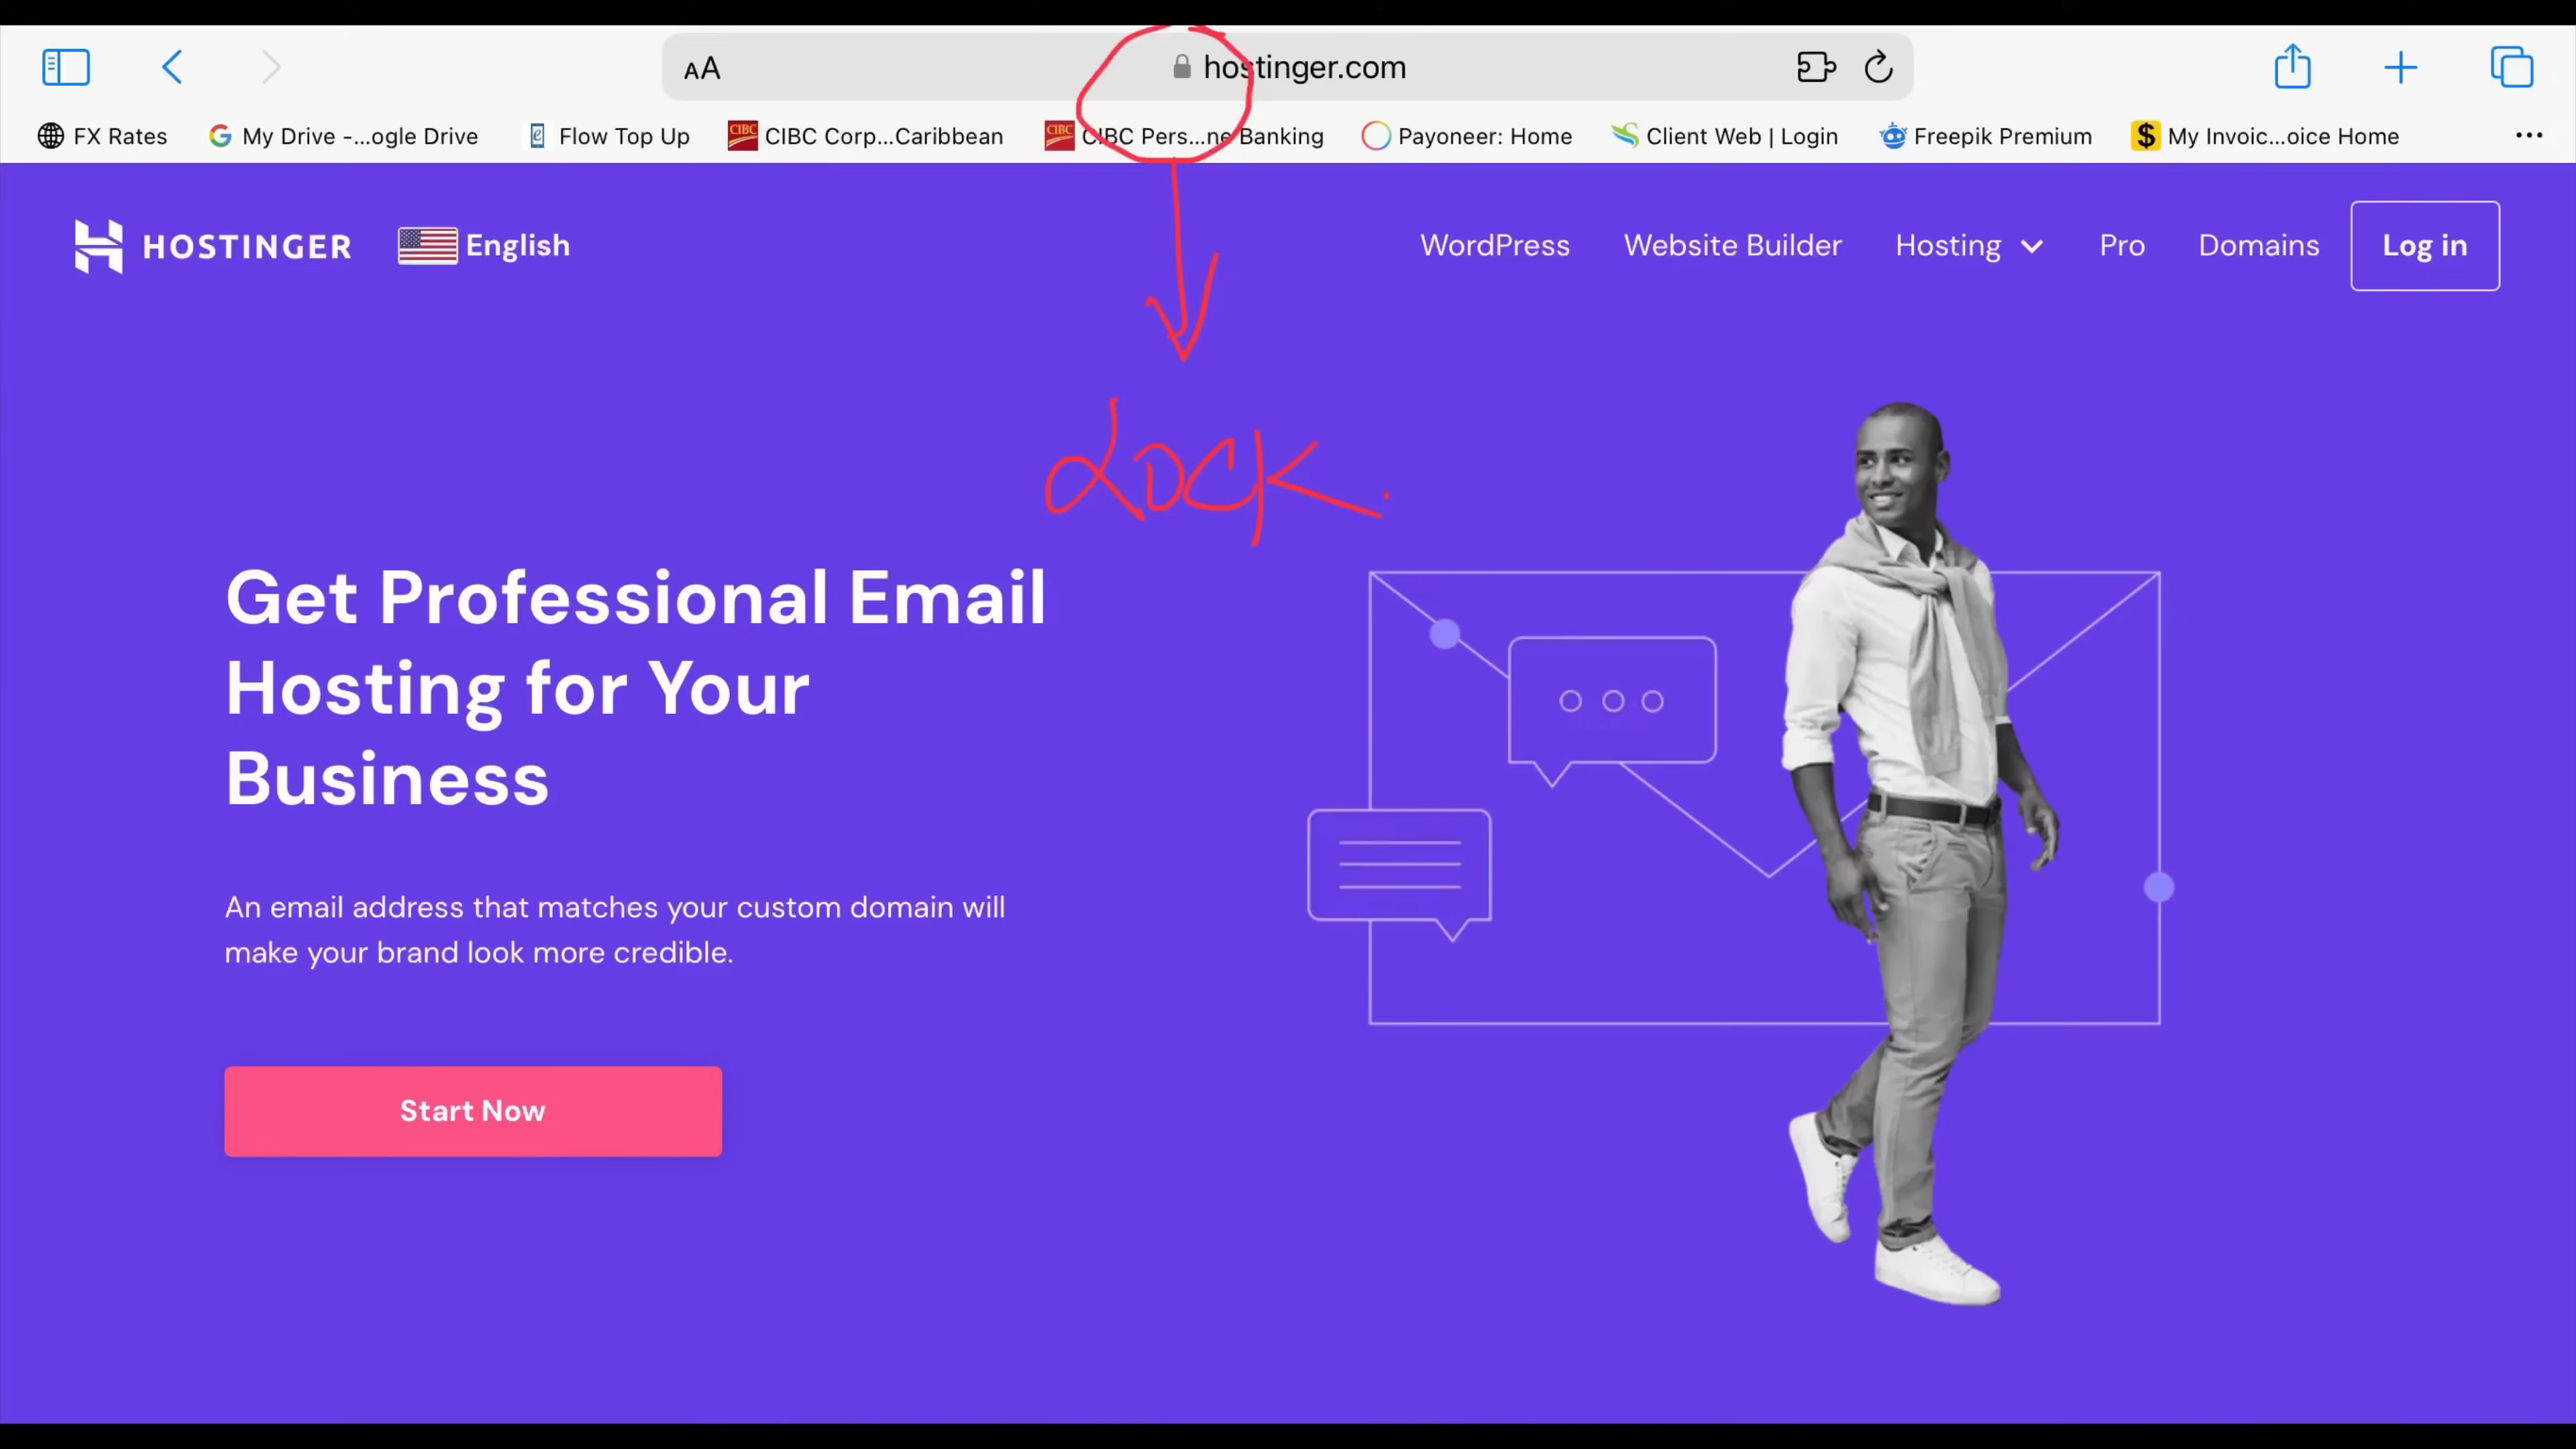 AA hostinger.com
FX Rates My Drive -...ogle Drive Flow Top Up CIBC CIBC Corp...Caribbean CIBC CIBC Pers...ne Banking Payoneer: Home Client Web | Login Freepik Premium $ My Invoic...oice Home
HOSTINGER English WordPress Website Builder Hosting Pro Domains Log in
LOCK.
Get Professional Email
Hosting for Your
Business
An email address that matches your custom domain will
make your brand look more credible.
Start Now